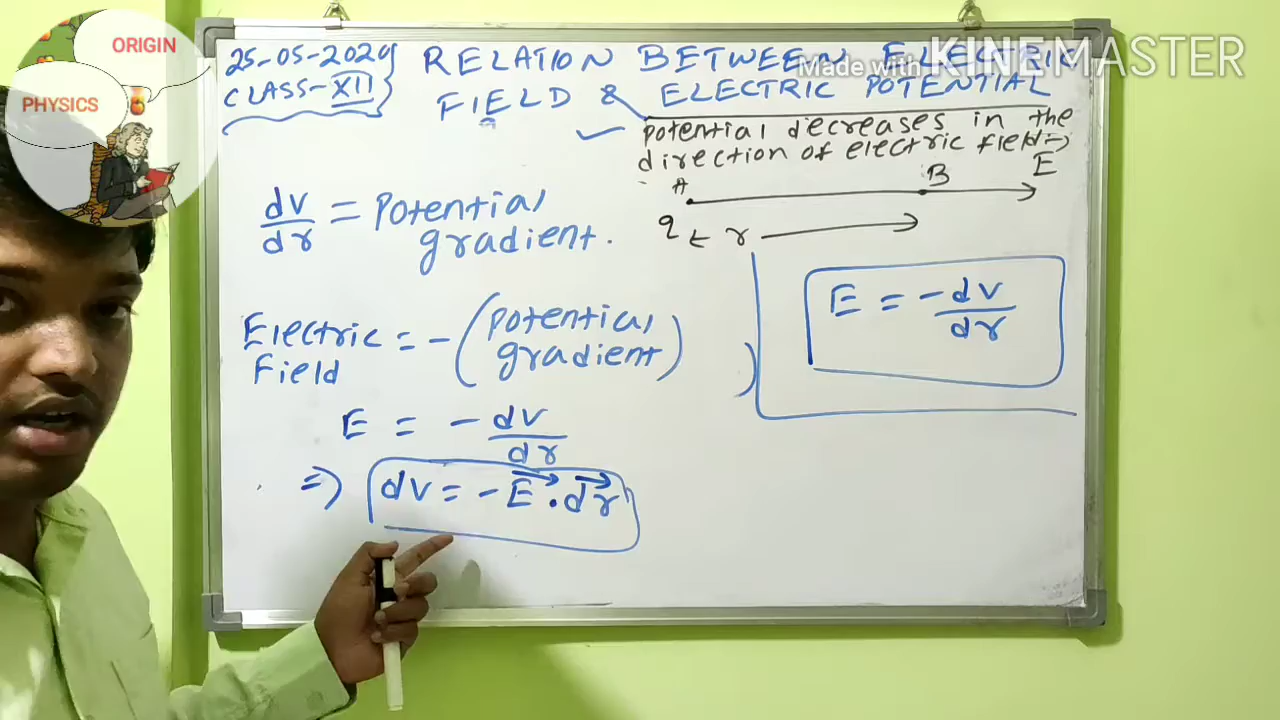 ORIGIN
PHYSICS
Made with KINEMASTER
25-05-2020
CLASS-XII
RELATION BETWEEN ELECTRIC
FIELD & ELECTRIC POTENTIAL
Potential decreases in the
direction of electric field⇒
A B E
q ← r →
dv/dr = Potential
gradient.
E = -dv/dr
Electric Field = -(Potential gradient)
E = -dv/dr
⇒ dv = -E⃗ . dr⃗